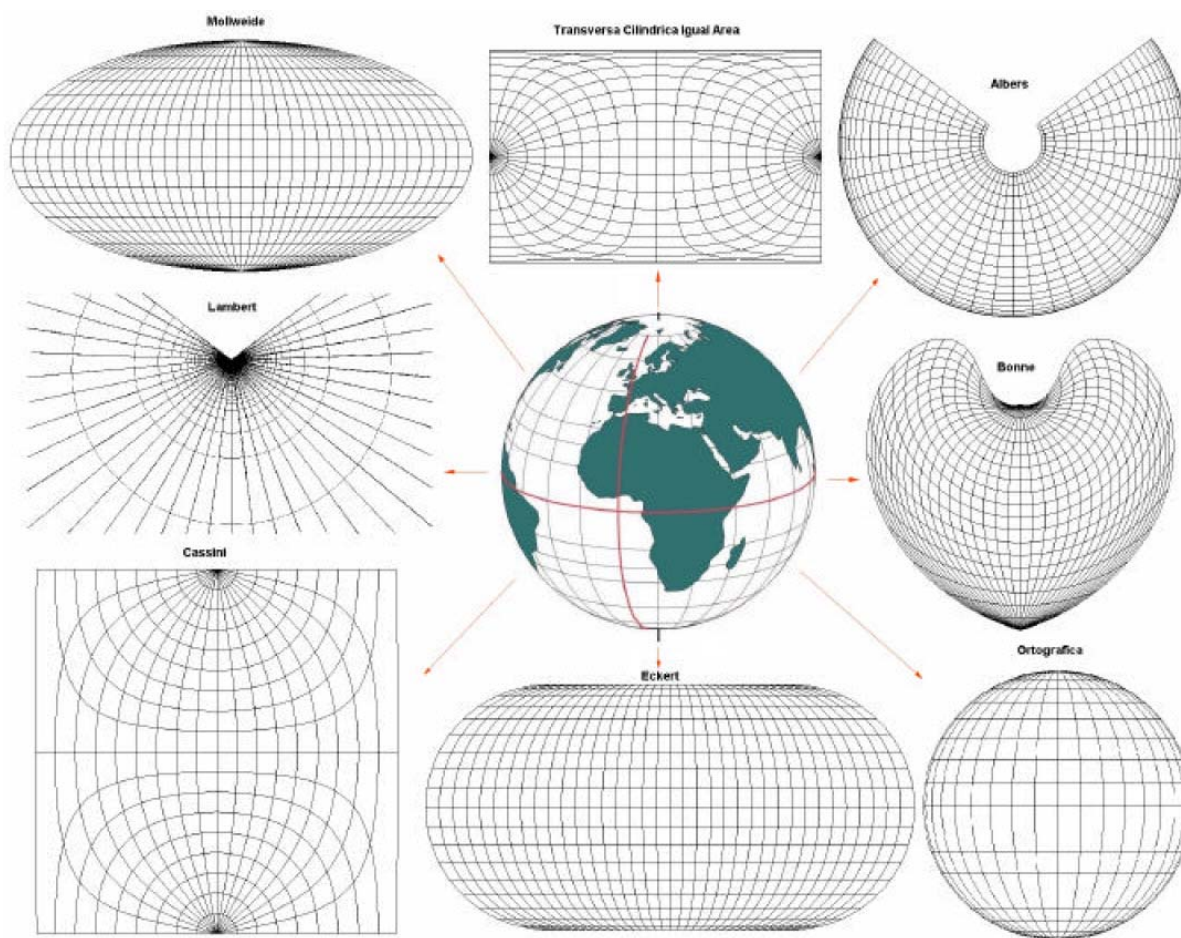 Mollweide
Transversa Cilindrica Igual Area
Albers
Lambert
Bonne
Cassini
Ortografica
Eckert